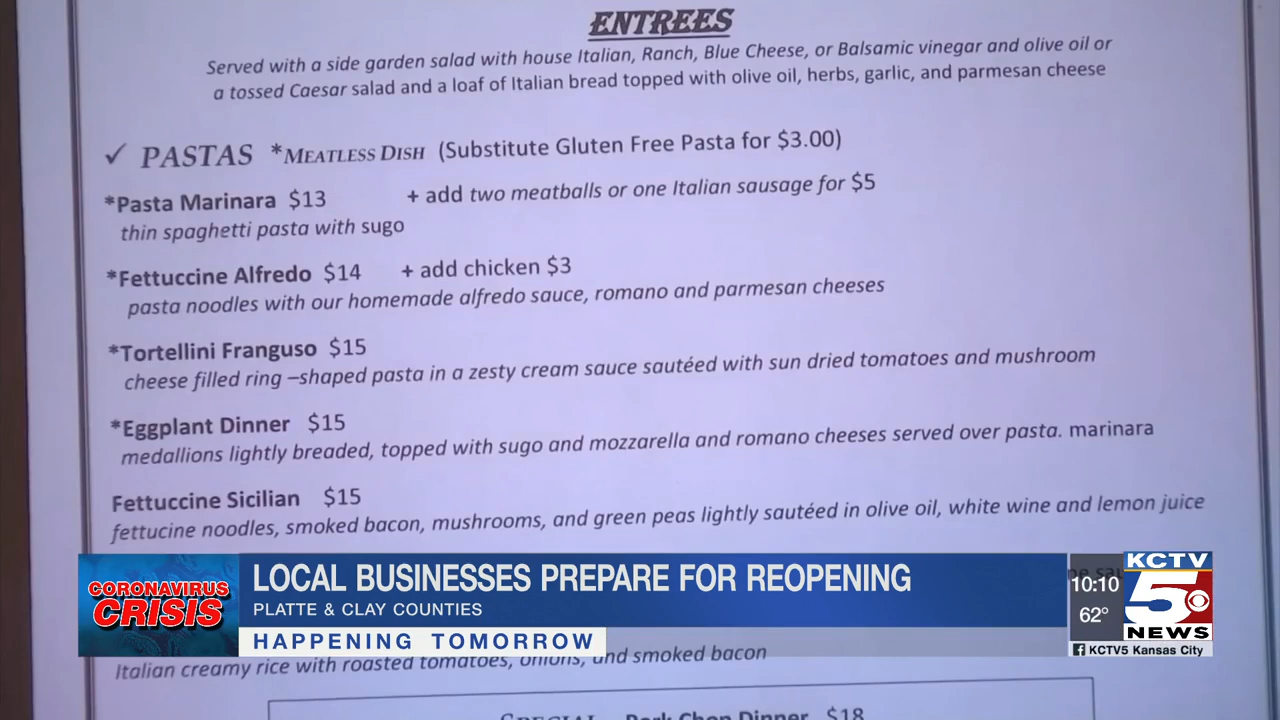 ENTREES
Served with a side garden salad with house Italian, Ranch, Blue Cheese, or Balsamic vinegar and olive oil or
a tossed Caesar salad and a loaf of Italian bread topped with olive oil, herbs, garlic, and parmesan cheese
✓ PASTAS *MEATLESS DISH (Substitute Gluten Free Pasta for $3.00)
*Pasta Marinara $13 + add two meatballs or one Italian sausage for $5
thin spaghetti pasta with sugo
*Fettuccine Alfredo $14 + add chicken $3
pasta noodles with our homemade alfredo sauce, romano and parmesan cheeses
*Tortellini Franguso $15
cheese filled ring –shaped pasta in a zesty cream sauce sautéed with sun dried tomatoes and mushroom
*Eggplant Dinner $15
medallions lightly breaded, topped with sugo and mozzarella and romano cheeses served over pasta. marinara
Fettuccine Sicilian $15
fettucine noodles, smoked bacon, mushrooms, and green peas lightly sautéed in olive oil, white wine and lemon juice
CORONAVIRUS
CRISIS
LOCAL BUSINESSES PREPARE FOR REOPENING
PLATTE & CLAY COUNTIES
HAPPENING TOMORROW
10:10
62°
KCTV
5
NEWS
KCTV5 Kansas City
Italian creamy rice with roasted tomatoes, onions, and smoked bacon
SPECIAL Pork Chop Dinner $18